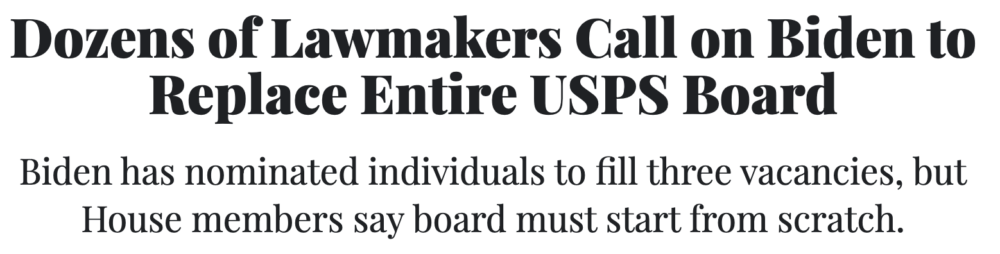 Dozens of Lawmakers Call on Biden to
Replace Entire USPS Board
Biden has nominated individuals to fill three vacancies, but
House members say board must start from scratch.